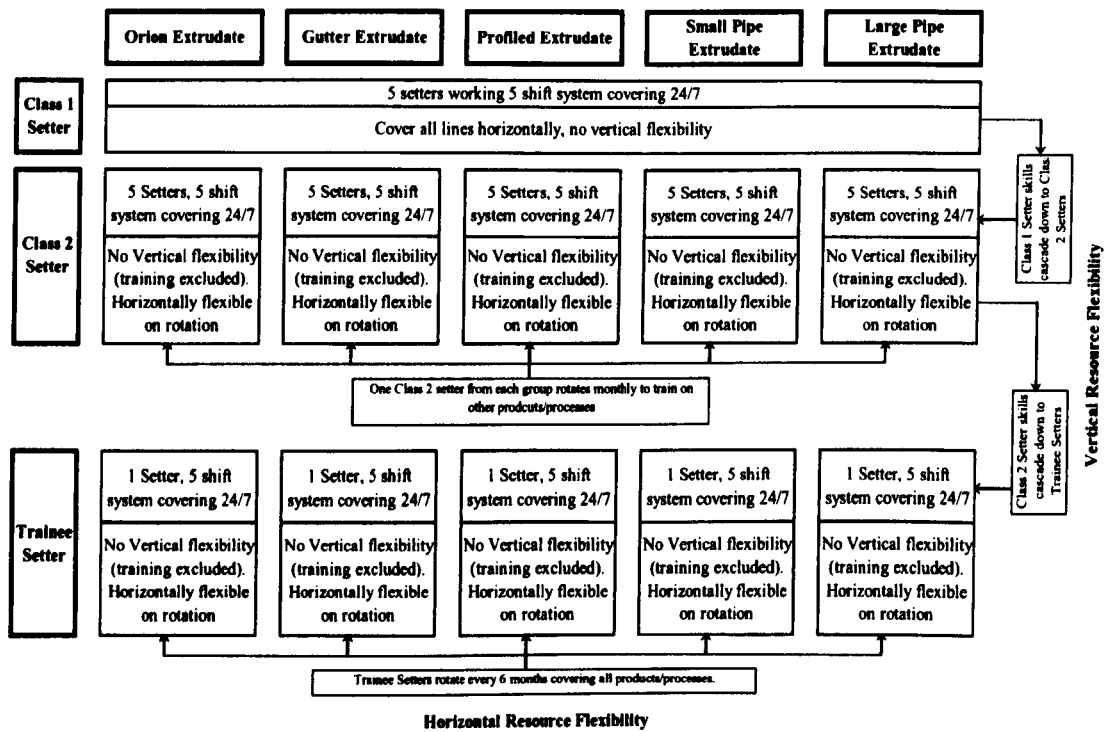 Orion Extrudate
Gutter Extrudate
Profiled Extrudate
Small Pipe
Extrudate
Large Pipe
Extrudate
Class 1
Setter
5 setters working 5 shift system covering 24/7
Cover all lines horizontally, no vertical flexibility
Class 1 Setter skills
cascade down to Clas.
2 Setters
Class 2
Setter
5 Setters, 5 shift
system covering 24/7
No Vertical flexibility
(training excluded).
Horizontally flexible
on rotation
5 Setters, 5 shift
system covering 24/7
No Vertical flexibility
(training excluded).
Horizontally flexible
on rotation
5 Setters, 5 shift
system covering 24/7
No Vertical flexibility
(training excluded).
Horizontally flexible
on rotation
5 Setters, 5 shift
system covering 24/7
No Vertical flexibility
(training excluded).
Horizontally flexible
on rotation
5 Setters, 5 shift
system covering 24/7
No Vertical flexibility
(training excluded).
Horizontally flexible
on rotation
One Class 2 setter from each group rotates monthly to train on
other prodcuts/processes
Class 2 Setter skills
cascade down to
Trainee Setters
Vertical Resource Flexibility
Trainee
Setter
1 Setter, 5 shift
system covering 24/7
No Vertical flexibility
(training excluded).
Horizontally flexible
on rotation
1 Setter, 5 shift
system covering 24/7
No Vertical flexibility
(training excluded).
Horizontally flexible
on rotation
1 Setter, 5 shift
system covering 24/7
No Vertical flexibility
(training excluded).
Horizontally flexible
on rotation
1 Setter, 5 shift
system covering 24/7
No Vertical flexibility
(training excluded).
Horizontally flexible
on rotation
1 Setter, 5 shift
system covering 24/7
No Vertical flexibility
(training excluded).
Horizontally flexible
on rotation
Trainee Setters rotate every 6 months covering all products/processes.
Horizontal Resource Flexibility